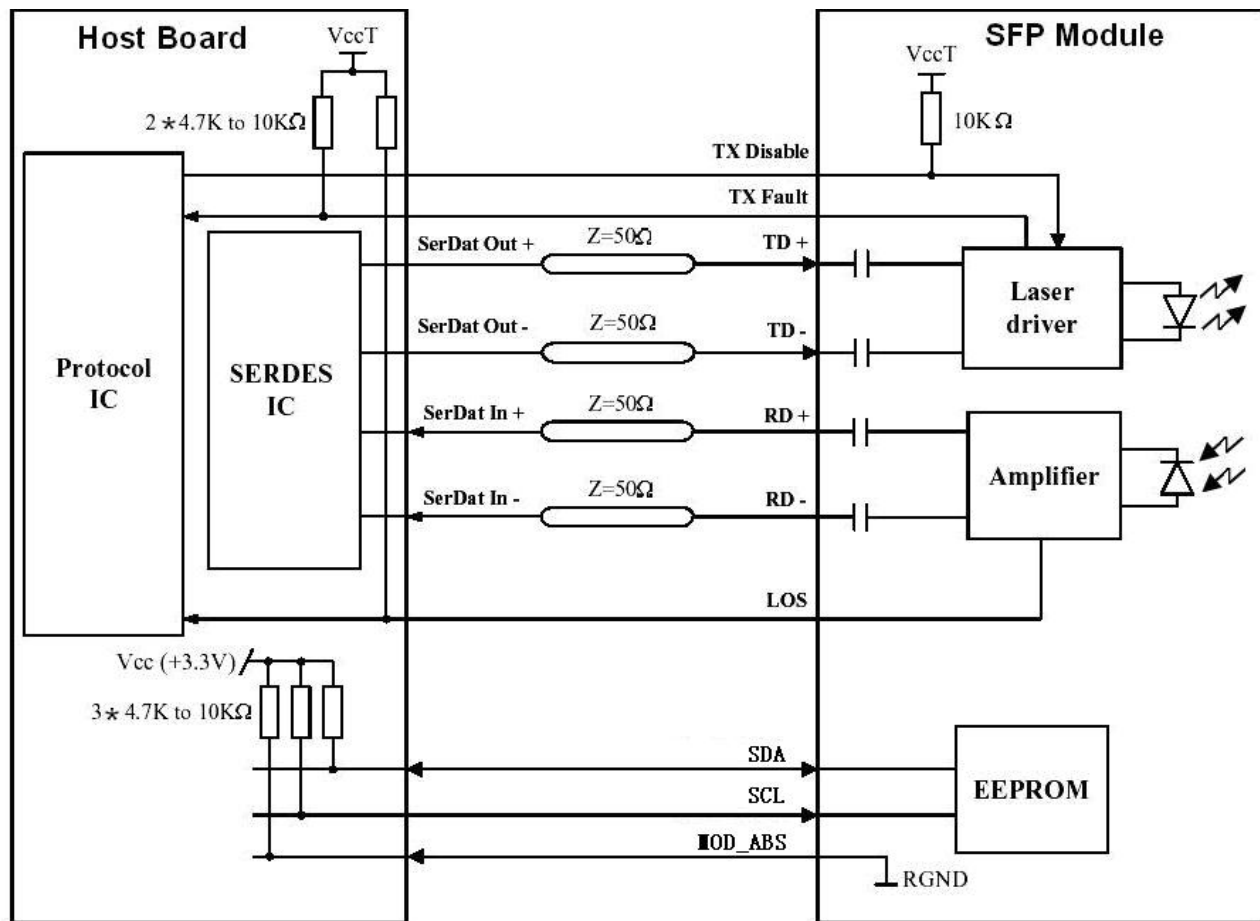 Host Board
SFP Module
VccT
VccT
2*4.7K to 10KΩ
10KΩ
TX Disable
TX Fault
SerDat Out +
Z=50Ω
TD +
Laser
driver
SerDat Out -
Z=50Ω
TD -
Protocol
IC
SERDES
IC
SerDat In +
Z=50Ω
RD +
Amplifier
SerDat In -
Z=50Ω
RD -
LOS
Vcc (+3.3V)
3*4.7K to 10KΩ
SDA
SCL
EEPROM
MOD_ABS
RGND